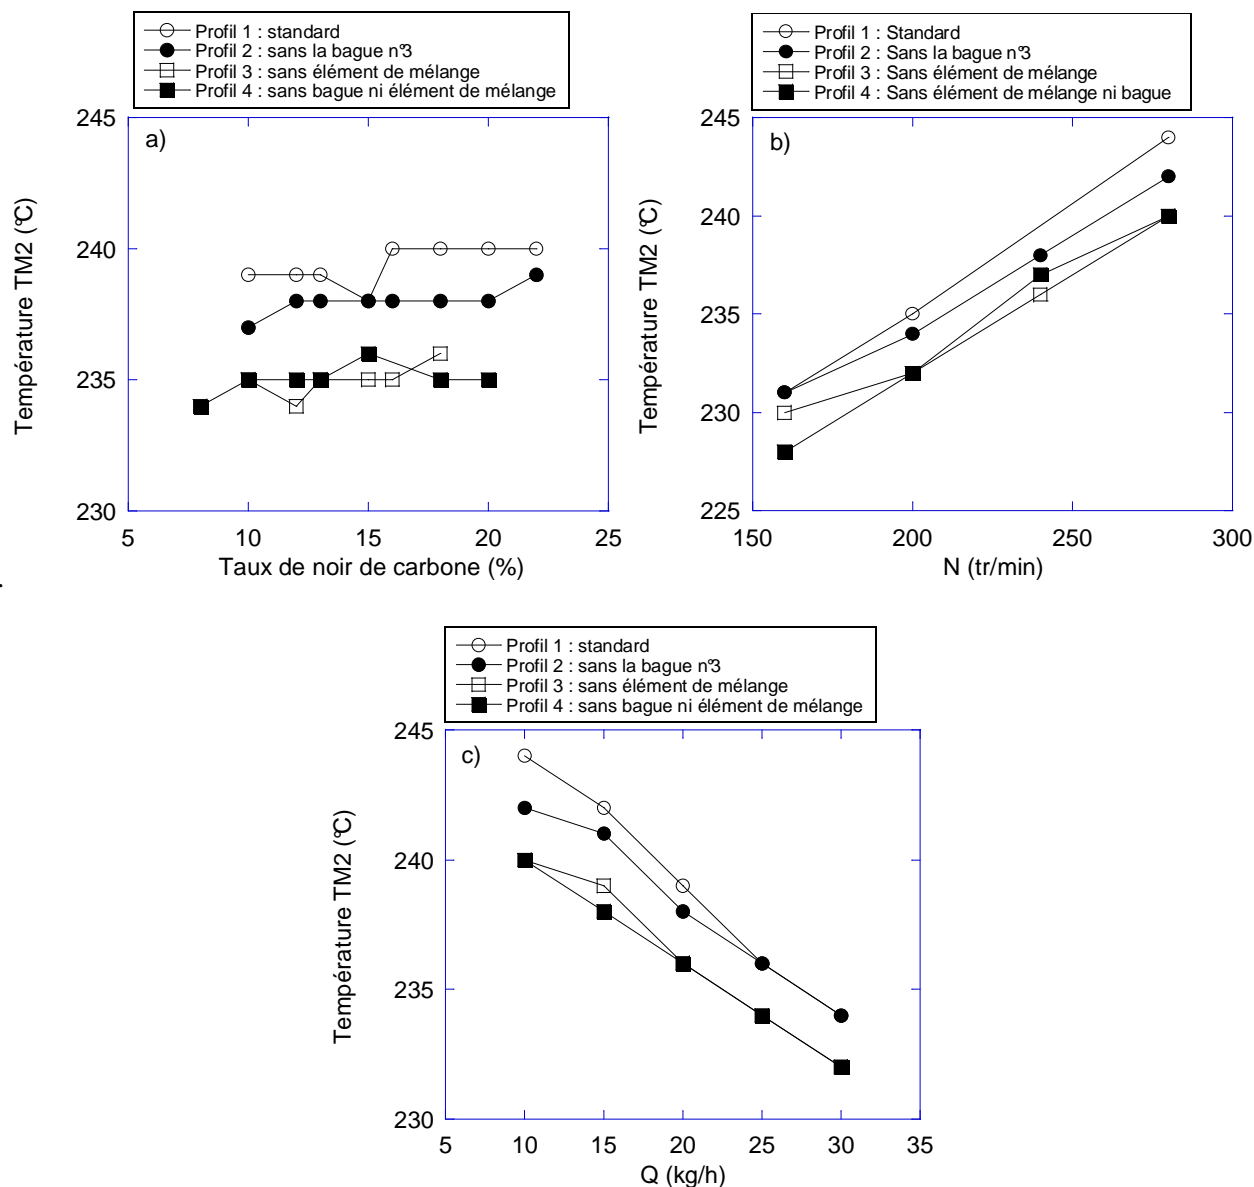 Profil 1 : standard
Profil 2 : sans la bague n°3
Profil 3 : sans élément de mélange
Profil 4 : sans bague ni élément de mélange
a)
245
240
235
230
5
10
15
20
25
Température TM2 (°C)
Taux de noir de carbone (%)
Profil 1 : Standard
Profil 2 : Sans la bague n°3
Profil 3 : Sans élément de mélange
Profil 4 : Sans élément de mélange ni bague
b)
245
240
235
230
225
150
200
250
300
Température TM2 (°C)
N (tr/min)
.
Profil 1 : standard
Profil 2 : sans la bague n°3
Profil 3 : sans élément de mélange
Profil 4 : sans bague ni élément de mélange
c)
245
240
235
230
5
10
15
20
25
30
35
Température TM2 (°C)
Q (kg/h)